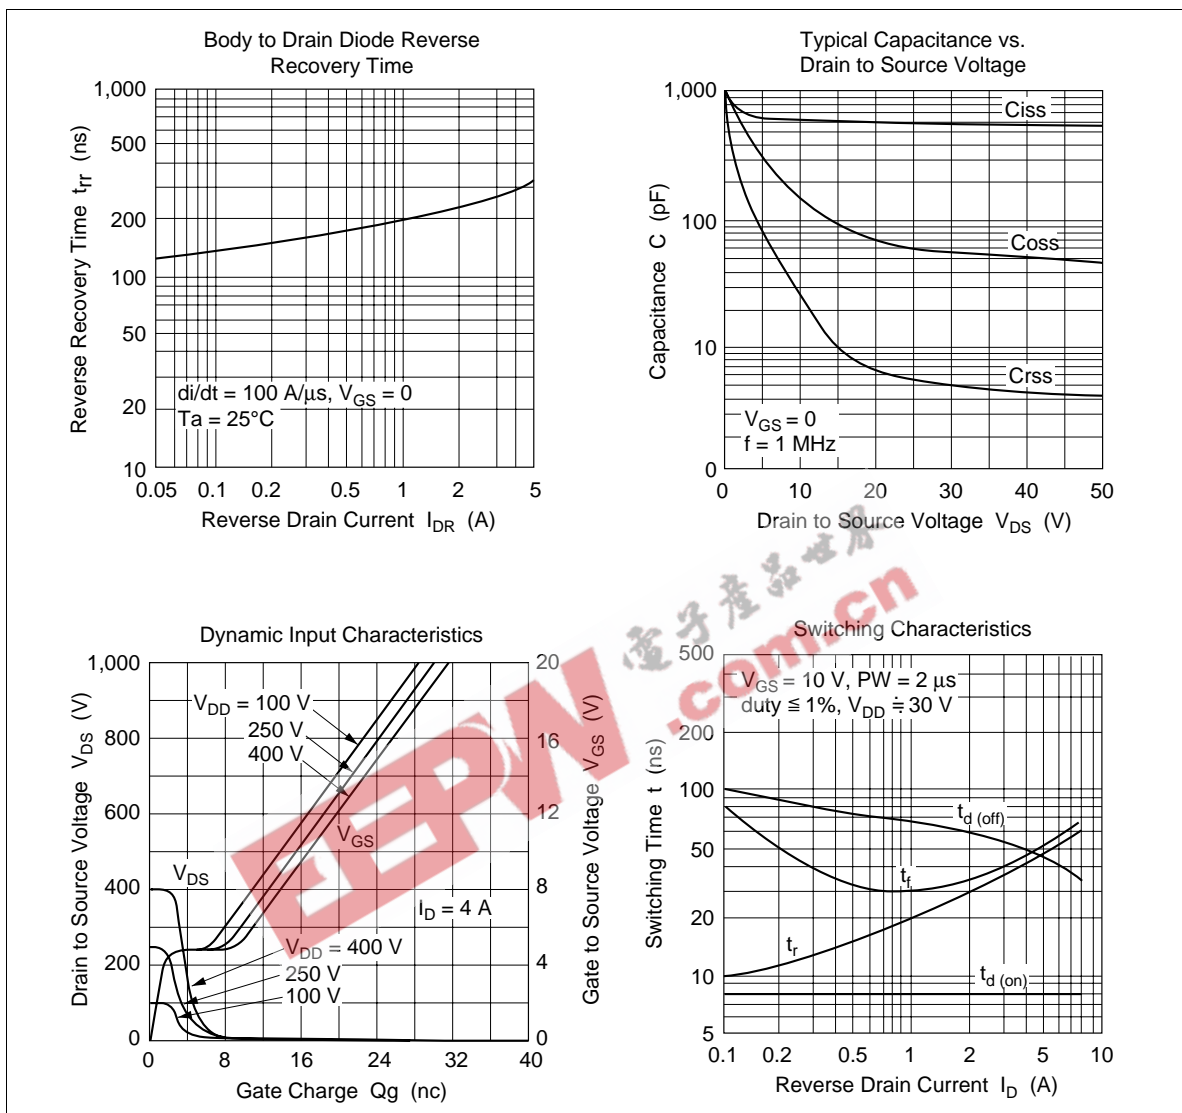 Body to Drain Diode Reverse
Recovery Time
1,000
500
200
100
50
20
10
Reverse Recovery Time trr (ns)
di/dt = 100 A/μs, VGS = 0
Ta = 25°C
0.05 0.1 0.2 0.5 1 2 5
Reverse Drain Current IDR (A)
Typical Capacitance vs.
Drain to Source Voltage
1,000
100
10
0
Capacitance C (pF)
Ciss
Coss
Crss
VGS = 0
f = 1 MHz
0 10 20 30 40 50
Drain to Source Voltage VDS (V)
Dynamic Input Characteristics
1,000
800
600
400
200
0
Drain to Source Voltage VDS (V)
VDD = 100 V
250 V
400 V
VGS
VDS
ID = 4 A
VDD = 400 V
250 V
100 V
20
16
12
8
4
0
Gate to Source Voltage VGS (V)
0 8 16 24 32 40
Gate Charge Qg (nc)
Switching Characteristics
500
200
100
50
20
10
5
Switching Time t (ns)
VGS = 10 V, PW = 2 μs
duty ≦ 1%, VDD ≒ 30 V
td (off)
tf
tr
td (on)
0.1 0.2 0.5 1 2 5 10
Reverse Drain Current ID (A)
EEPW
.com.cn
電子產品世界